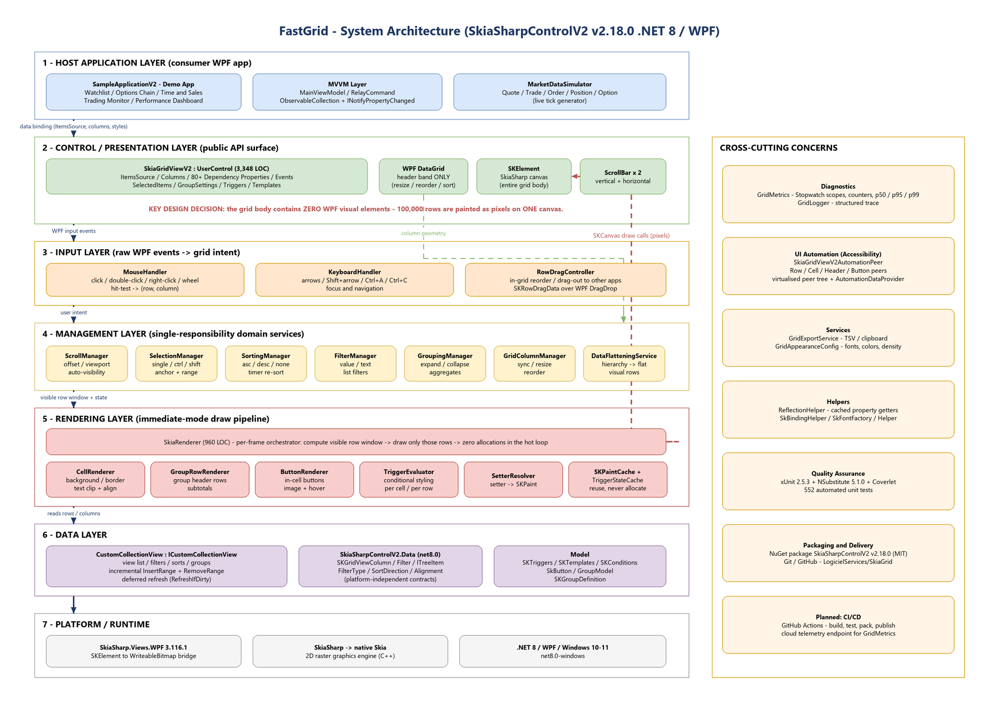 FastGrid - System Architecture (SkiaSharpControlV2 v2.18.0 .NET 8 / WPF)
1 - HOST APPLICATION LAYER (consumer WPF app)
SampleApplicationV2 - Demo App
Watchlist / Options Chain / Time and Sales
Trading Monitor / Performance Dashboard
MVVM Layer
MainViewModel / RelayCommand
ObservableCollection + INotifyPropertyChanged
MarketDataSimulator
Quote / Trade / Order / Position / Option
(live tick generator)
data binding (ItemsSource, columns, styles)
2 - CONTROL / PRESENTATION LAYER (public API surface)
SkiaGridViewV2 : UserControl (3,348 LOC)
ItemsSource / Columns / 80+ Dependency Properties / Events
SelectedItems / GroupSettings / Triggers / Templates
WPF DataGrid
header band ONLY
(resize / reorder / sort)
SKElement
SkiaSharp canvas
(entire grid body)
ScrollBar x 2
vertical + horizontal
KEY DESIGN DECISION: the grid body contains ZERO WPF visual elements - 100,000 rows are painted as pixels on ONE canvas.
WPF input events
column geometry
SKCanvas draw calls (pixels)
3 - INPUT LAYER (raw WPF events -> grid intent)
MouseHandler
click / double-click / right-click / wheel
hit-test -> (row, column)
KeyboardHandler
arrows / Shift+arrow / Ctrl+A / Ctrl+C
focus and navigation
RowDragController
in-grid reorder / drag-out to other apps
SKRowDragData over WPF DragDrop
user intent
4 - MANAGEMENT LAYER (single-responsibility domain services)
ScrollManager
offset / viewport
auto-visibility
SelectionManager
single / ctrl / shift
anchor + range
SortingManager
asc / desc / none
timer re-sort
FilterManager
value / text
list filters
GroupingManager
expand / collapse
aggregates
GridColumnManager
sync / resize
reorder
DataFlatteningService
hierarchy -> flat
visual rows
visible row window + state
5 - RENDERING LAYER (immediate-mode draw pipeline)
SkiaRenderer (960 LOC) - per-frame orchestrator: compute visible row window -> draw only those rows -> zero allocations in the hot loop
CellRenderer
background / border
text clip + align
GroupRowRenderer
group header rows
subtotals
ButtonRenderer
in-cell buttons
image + hover
TriggerEvaluator
conditional styling
per cell / per row
SetterResolver
setter -> SKPaint
SKPaintCache +
TriggerStateCache
reuse, never allocate
reads rows / columns
6 - DATA LAYER
CustomCollectionView : ICustomCollectionView
view list / filters / sorts / groups
incremental InsertRange + RemoveRange
deferred refresh (RefreshIfDirty)
SkiaSharpControlV2.Data (net8.0)
SKGridViewColumn / Filter / ITreeItem
FilterType / SortDirection / Alignment
(platform-independent contracts)
Model
SKTriggers / SKTemplates / SKConditions
SkButton / GroupModel
SKGroupDefinition
7 - PLATFORM / RUNTIME
SkiaSharp.Views.WPF 3.116.1
SKElement to WriteableBitmap bridge
SkiaSharp -> native Skia
2D raster graphics engine (C++)
.NET 8 / WPF / Windows 10-11
net8.0-windows
CROSS-CUTTING CONCERNS
Diagnostics
GridMetrics - Stopwatch scopes, counters, p50 / p95 / p99
GridLogger - structured trace
UI Automation (Accessibility)
SkiaGridViewV2AutomationPeer
Row / Cell / Header / Button peers
virtualised peer tree + AutomationDataProvider
Services
GridExportService - TSV / clipboard
GridAppearanceConfig - fonts, colors, density
Helpers
ReflectionHelper - cached property getters
SkBindingHelper / SkFontFactory / Helper
Quality Assurance
xUnit 2.5.3 + NSubstitute 5.1.0 + Coverlet
552 automated unit tests
Packaging and Delivery
NuGet package SkiaSharpControlV2 v2.18.0 (MIT)
Git / GitHub - LogicielServices/SkiaGrid
Planned: CI/CD
GitHub Actions - build, test, pack, publish
cloud telemetry endpoint for GridMetrics